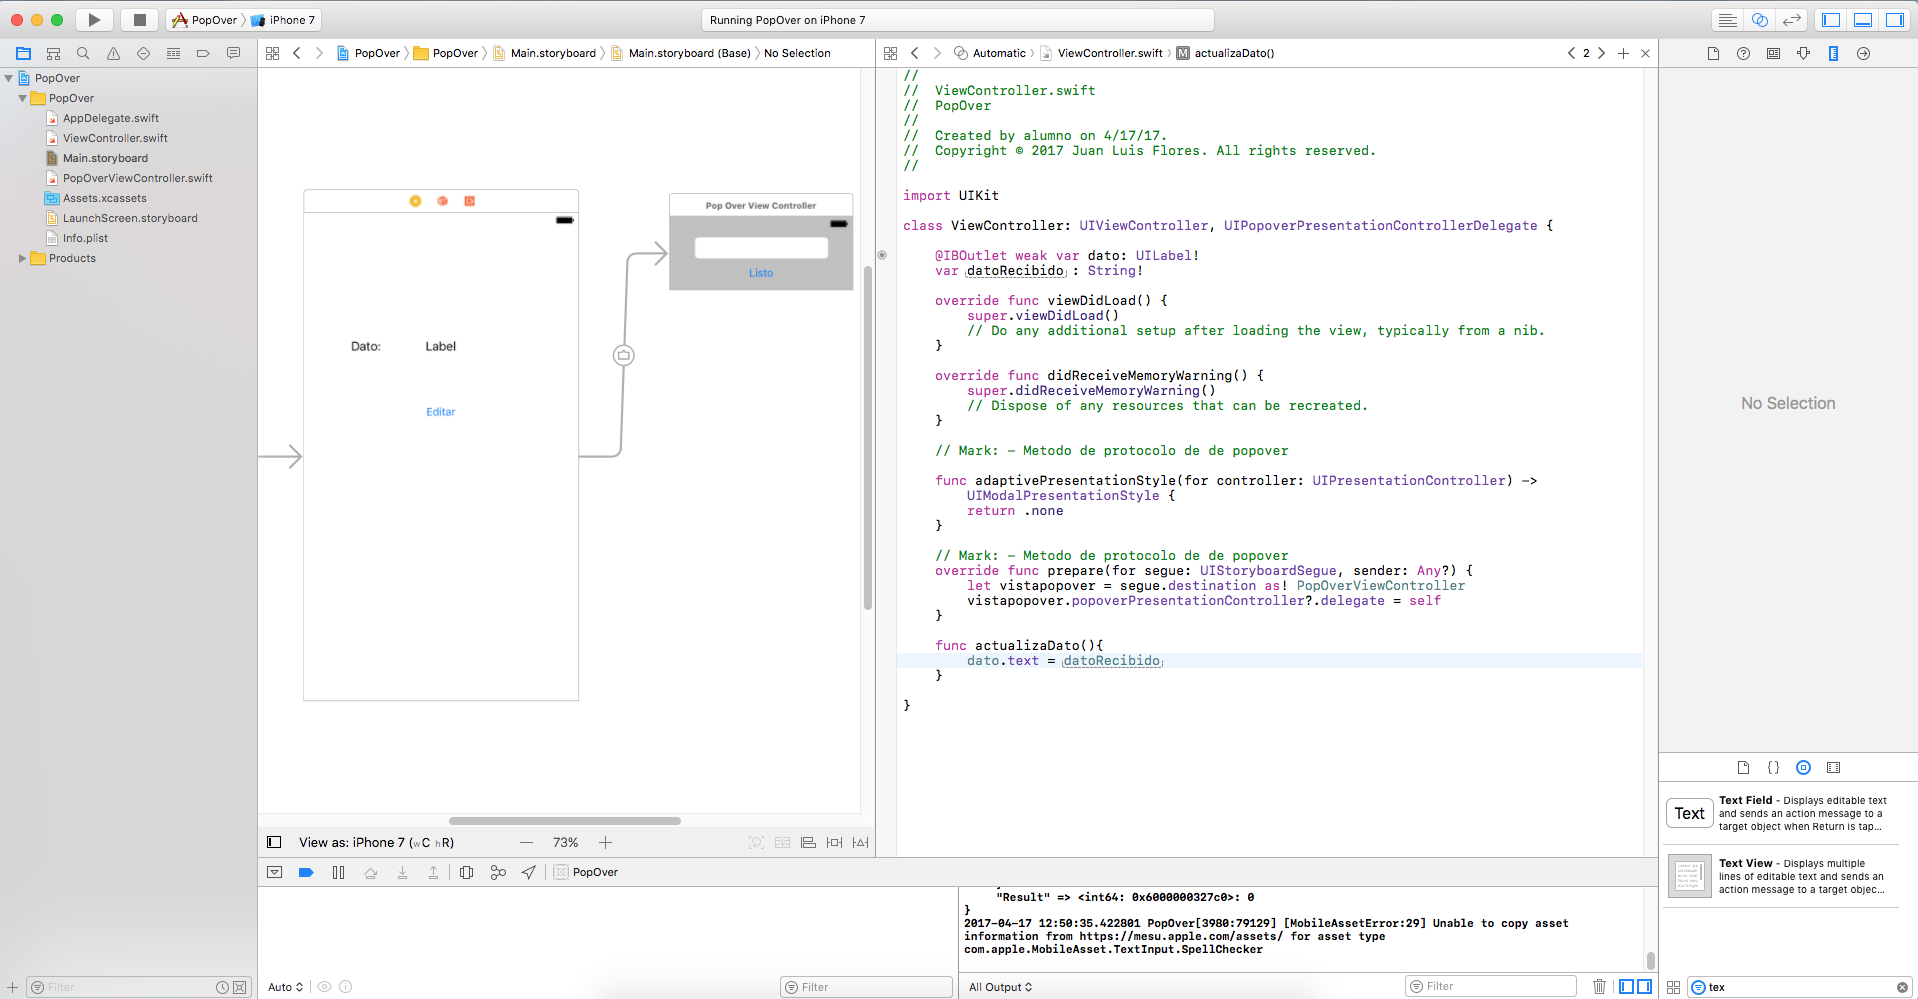 PopOver iPhone 7
Running PopOver on iPhone 7
PopOver PopOver Main.storyboard Main.storyboard (Base) No Selection
Automatic ViewController.swift M actualizaDato()
2
PopOver
PopOver
AppDelegate.swift
ViewController.swift
Main.storyboard
PopOverViewController.swift
Assets.xcassets
LaunchScreen.storyboard
Info.plist
Products
Filter
Pop Over View Controller
Listo
Dato: Label
Editar
View as: iPhone 7 (wC hR)
73%
//
// ViewController.swift
// PopOver
//
// Created by alumno on 4/17/17.
// Copyright © 2017 Juan Luis Flores. All rights reserved.
//
import UIKit
class ViewController: UIViewController, UIPopoverPresentationControllerDelegate {
@IBOutlet weak var dato: UILabel!
var datoRecibido : String!
override func viewDidLoad() {
super.viewDidLoad()
// Do any additional setup after loading the view, typically from a nib.
}
override func didReceiveMemoryWarning() {
super.didReceiveMemoryWarning()
// Dispose of any resources that can be recreated.
}
// Mark: - Metodo de protocolo de de popover
func adaptivePresentationStyle(for controller: UIPresentationController) ->
UIModalPresentationStyle {
return .none
}
// Mark: - Metodo de protocolo de de popover
override func prepare(for segue: UIStoryboardSegue, sender: Any?) {
let vistapopover = segue.destination as! PopOverViewController
vistapopover.popoverPresentationController?.delegate = self
}
func actualizaDato(){
dato.text = datoRecibido
}
}
No Selection
Text Text Field - Displays editable text
and sends an action message to a
target object when Return is tap...
Text View - Displays multiple
lines of editable text and sends an
action message to a target objec...
tex
PopOver
Auto
Filter
"Result" => <int64: 0x6000000327c0>: 0
}
2017-04-17 12:50:35.422801 PopOver[3980:79129] [MobileAssetError:29] Unable to copy asset
information from https://mesu.apple.com/assets/ for asset type
com.apple.MobileAsset.TextInput.SpellChecker
All Output
Filter